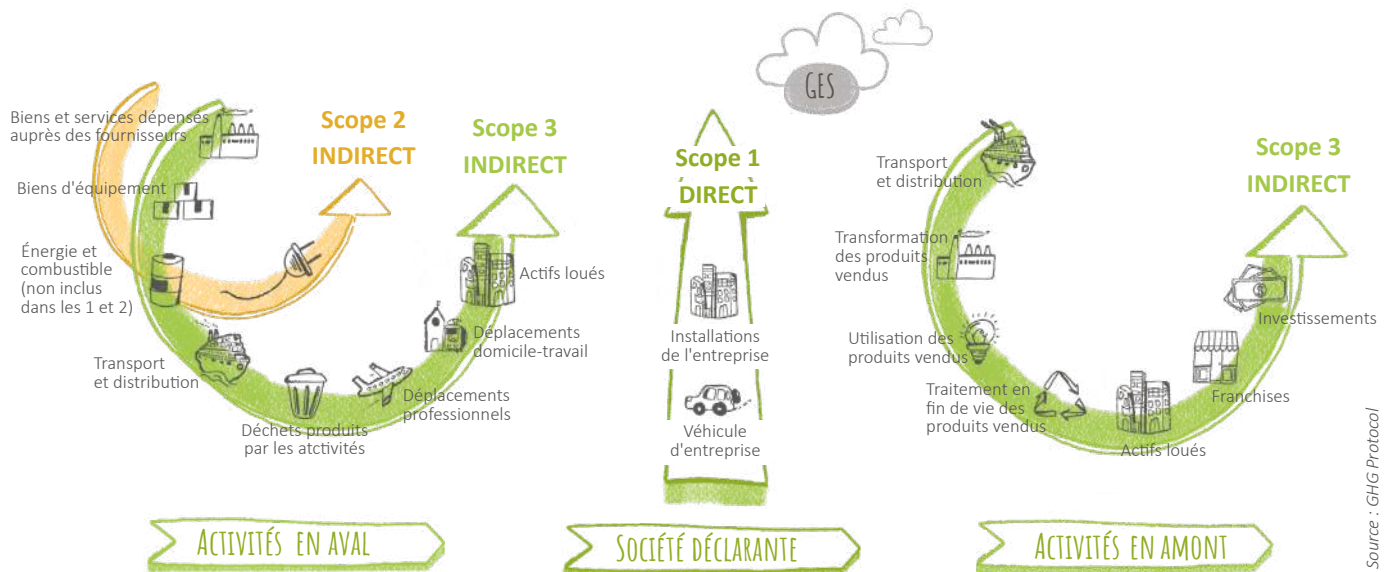 GES
Biens et services dépensés
auprès des fournisseurs
Biens d'équipement
Énergie et
combustible
(non inclus
dans les 1 et 2)
Transport
et distribution
Déchets produits
par les atctivités
Déplacements
professionnels
Déplacements
domicile-travail
Actifs loués
Scope 2
INDIRECT
Scope 3
INDIRECT
Scope 1
DIRECT
Installations
de l'entreprise
Véhicule
d'entreprise
Transport
et distribution
Transformation
des produits
vendus
Utilisation des
produits vendus
Traitement en
fin de vie des
produits vendus
Actifs loués
Franchises
Investissements
Scope 3
INDIRECT
ACTIVITÉS EN AVAL
SOCIÉTÉ DÉCLARANTE
ACTIVITÉS EN AMONT
Source : GHG Protocol